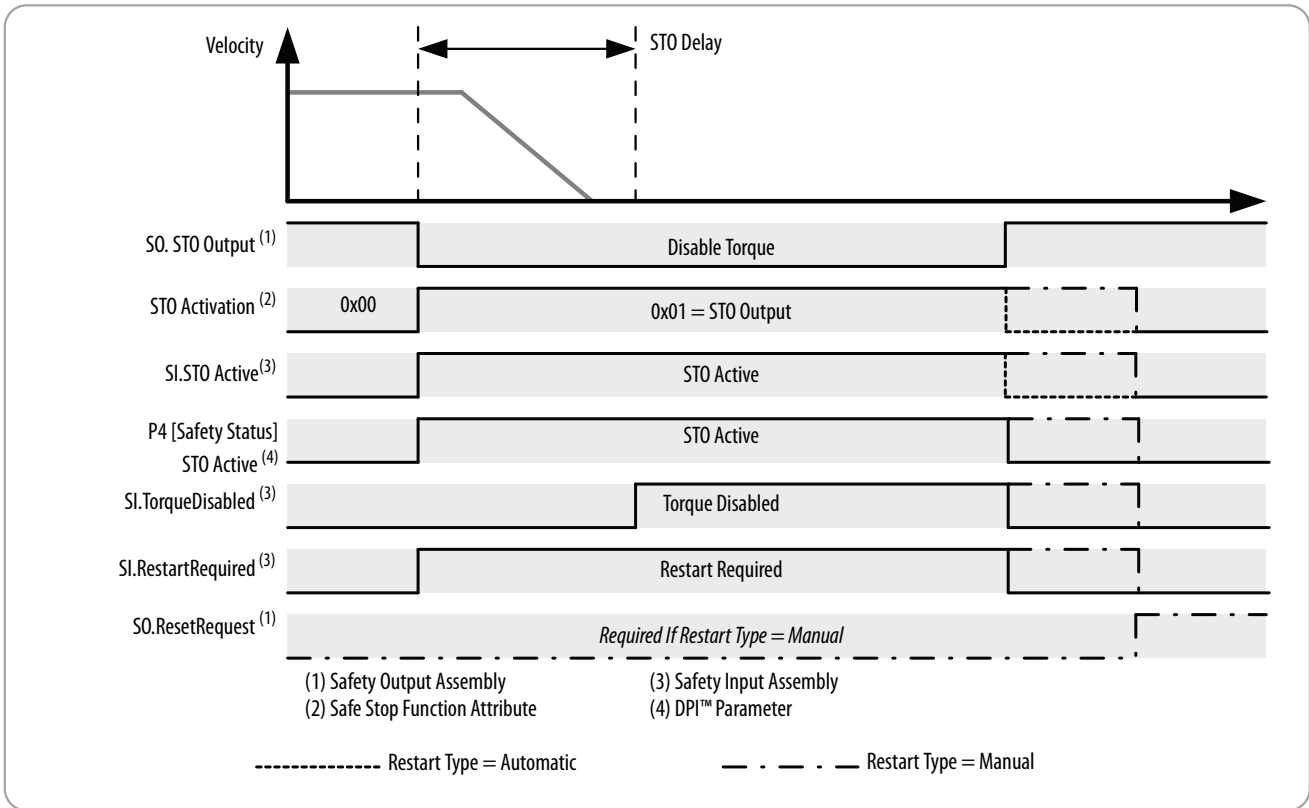 Velocity
STO Delay
SO. STO Output (1)
Disable Torque
STO Activation (2)
0x00
0x01 = STO Output
SI.STO Active(3)
STO Active
P4 [Safety Status]
STO Active (4)
STO Active
SI.TorqueDisabled (3)
Torque Disabled
SI.RestartRequired (3)
Restart Required
SO.ResetRequest (1)
Required If Restart Type = Manual
(1) Safety Output Assembly
(3) Safety Input Assembly
(2) Safe Stop Function Attribute
(4) DPI™ Parameter
Restart Type = Automatic
Restart Type = Manual